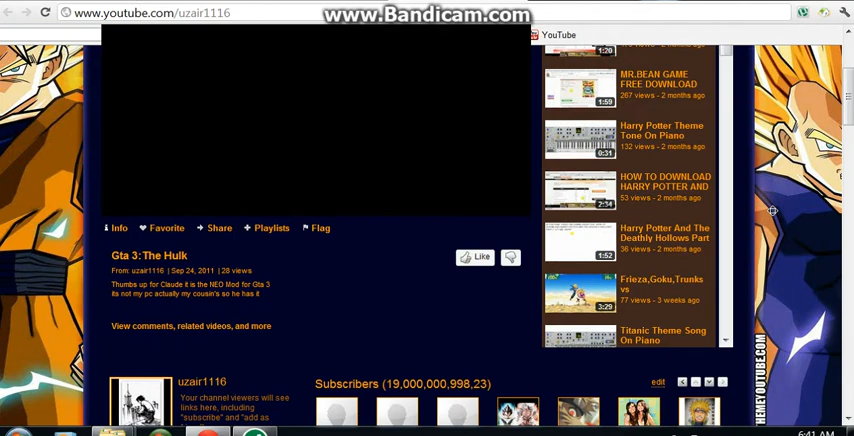 www.youtube.com/uzair1116
www.Bandicam.com
YouTube
1:20
MR.BEAN GAME
FREE DOWNLOAD
267 views - 2 months ago
1:59
Harry Potter Theme
Tone On Piano
132 views - 2 months ago
0:31
HOW TO DOWNLOAD
HARRY POTTER AND
53 views - 2 months ago
2:34
Harry Potter And The
Deathly Hollows Part
36 views - 2 months ago
1:52
Frieza,Goku,Trunks
vs
77 views - 3 weeks ago
3:29
Titanic Theme Song
On Piano
Info Favorite Share Playlists Flag
Gta 3:The Hulk
Like
From: uzair1116 | Sep 24, 2011 | 28 views
Thumbs up for Claude it is the NEO Mod for Gta 3
its not my pc actually my cousin's so he has it
View comments, related videos, and more
uzair1116
Your channel viewers will see
links here, including
"subscribe" and "add as
Subscribers (19,000,000,998,23)
edit
HEMEYOUTUBE.COM
6:41 AM